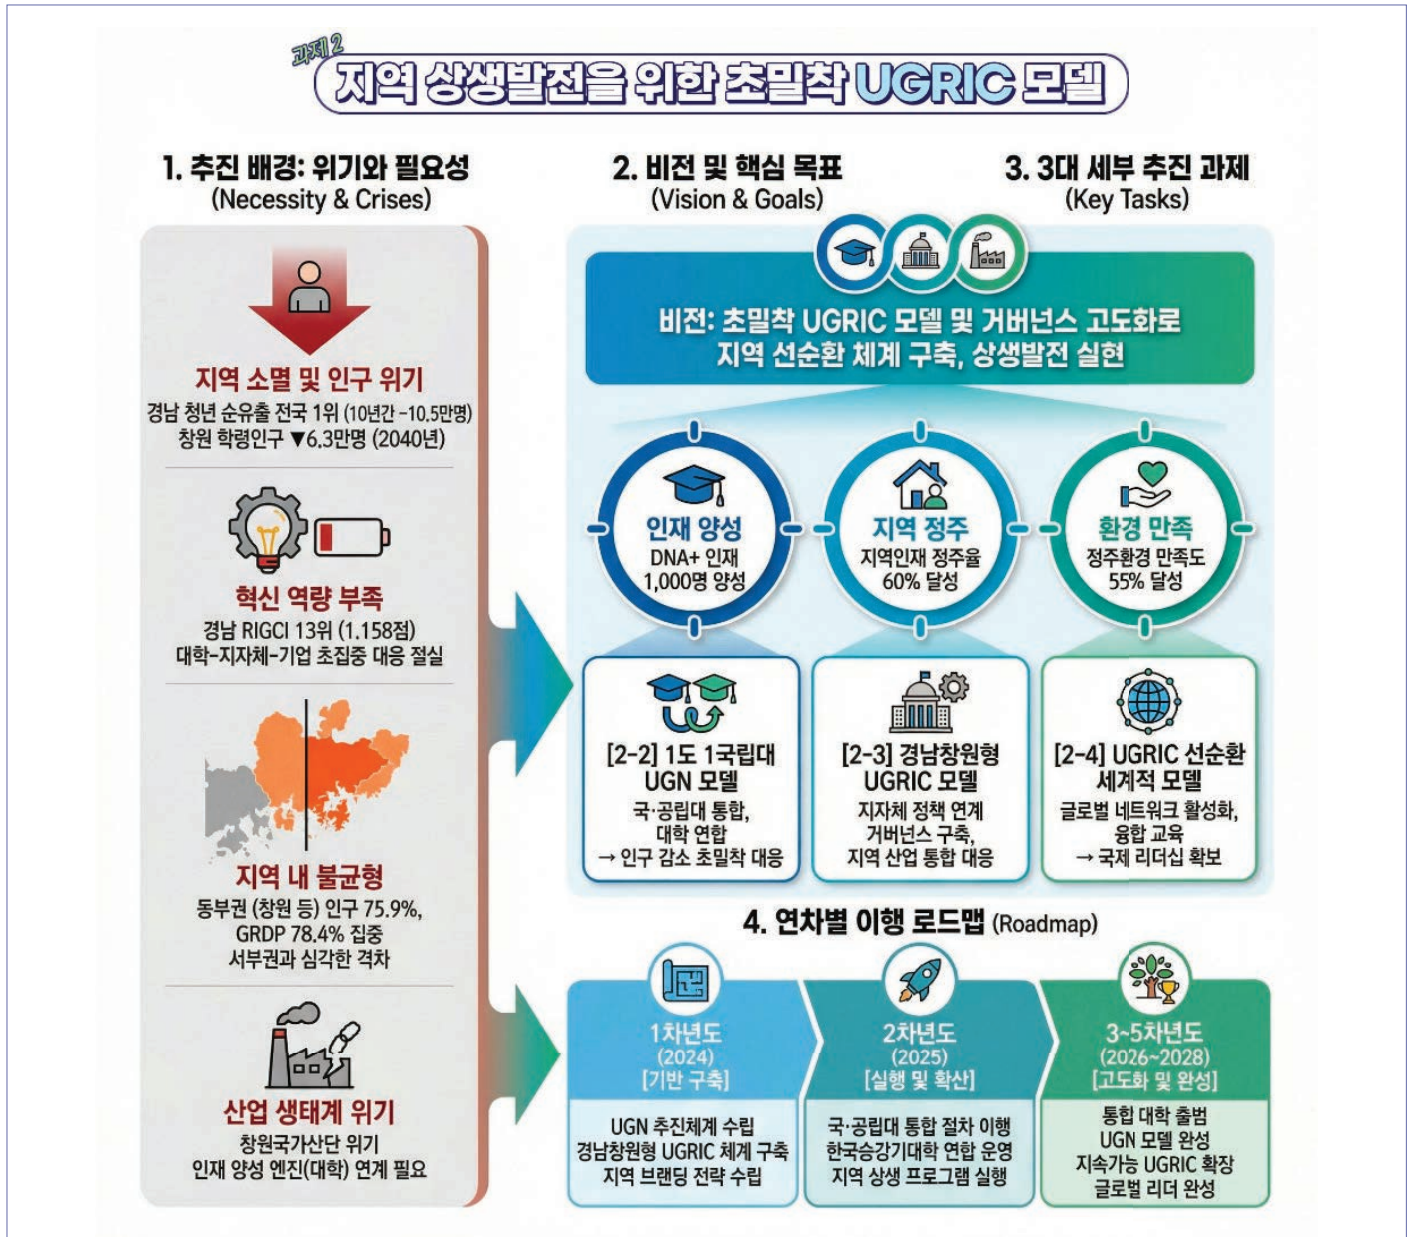 과제 2
지역 상생발전을 위한 초밀착 UGRIC 모델
1. 추진 배경: 위기와 필요성
(Necessity & Crises)
지역 소멸 및 인구 위기
경남 청년 순유출 전국 1위 (10년간 -10.5만명)
창원 학령인구 ▼6.3만명 (2040년)
혁신 역량 부족
경남 RIGCI 13위 (1.158점)
대학-지자체-기업 초집중 대응 절실
지역 내 불균형
동부권 (창원 등) 인구 75.9%,
GRDP 78.4% 집중
서부권과 심각한 격차
산업 생태계 위기
창원국가산단 위기
인재 양성 엔진(대학) 연계 필요
2. 비전 및 핵심 목표
(Vision & Goals)
3. 3대 세부 추진 과제
(Key Tasks)
비전: 초밀착 UGRIC 모델 및 거버넌스 고도화로
지역 선순환 체계 구축, 상생발전 실현
인재 양성
DNA+ 인재
1,000명 양성
지역 정주
지역인재 정주율
60% 달성
환경 만족
정주환경 만족도
55% 달성
[2-2] 1도 1국립대
UGN 모델
국·공립대 통합,
대학 연합
→ 인구 감소 초밀착 대응
[2-3] 경남창원형
UGRIC 모델
지자체 정책 연계
거버넌스 구축,
지역 산업 통합 대응
[2-4] UGRIC 선순환
세계적 모델
글로벌 네트워크 활성화,
융합 교육
→ 국제 리더십 확보
4. 연차별 이행 로드맵 (Roadmap)
1차년도
(2024)
[기반 구축]
UGN 추진체계 수립
경남창원형 UGRIC 체계 구축
지역 브랜딩 전략 수립
2차년도
(2025)
[실행 및 확산]
국·공립대 통합 절차 이행
한국승강기대학 연합 운영
지역 상생 프로그램 실행
3~5차년도
(2026~2028)
[고도화 및 완성]
통합 대학 출범
UGN 모델 완성
지속가능 UGRIC 확장
글로벌 리더 완성